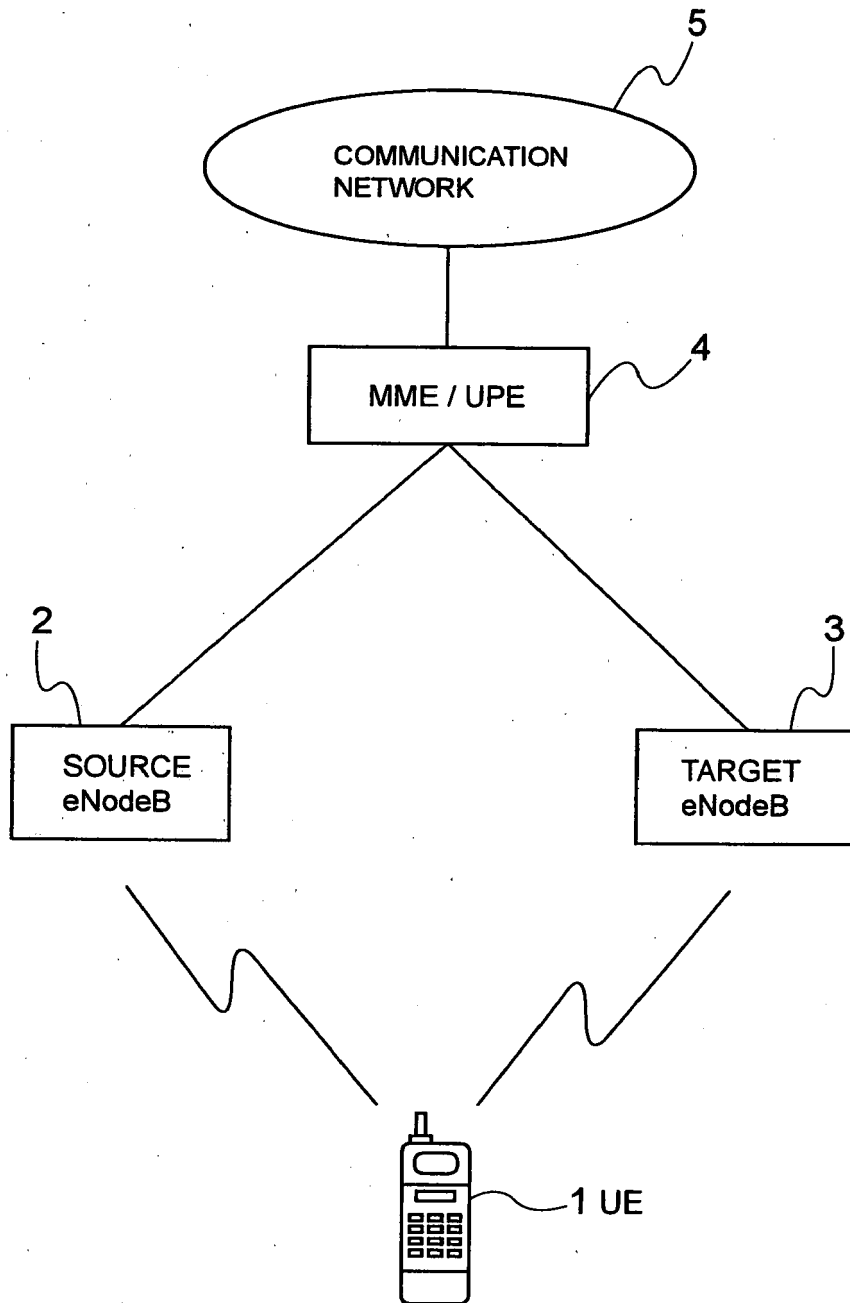 5
COMMUNICATION
NETWORK
4
MME / UPE
2
3
SOURCE
eNodeB
TARGET
eNodeB
1 UE